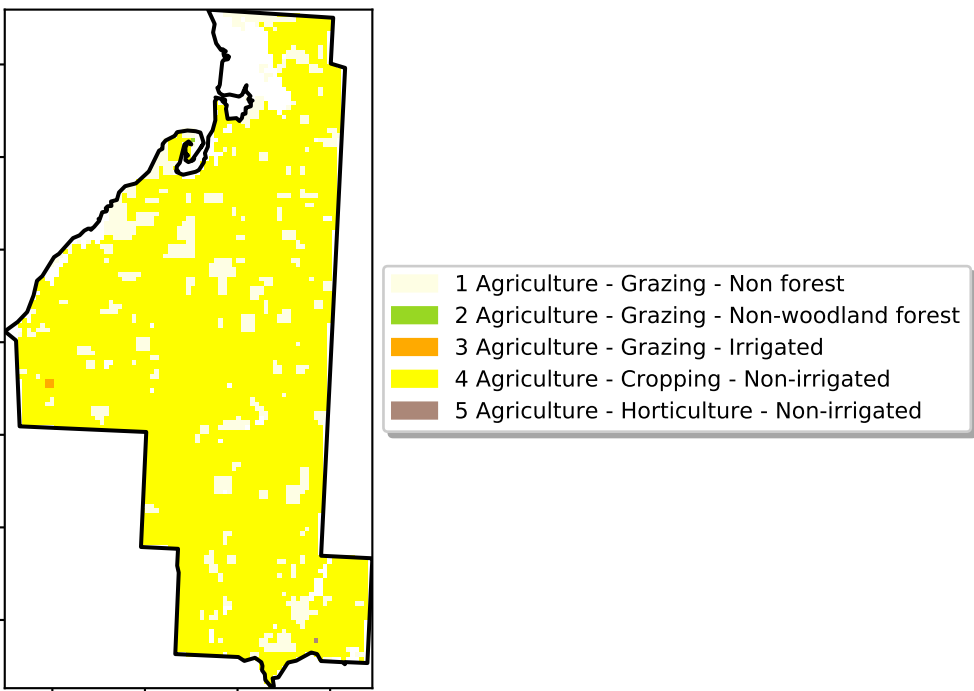 1 Agriculture - Grazing - Non forest
2 Agriculture - Grazing - Non-woodland forest
3 Agriculture - Grazing - Irrigated
4 Agriculture - Cropping - Non-irrigated
5 Agriculture - Horticulture - Non-irrigated